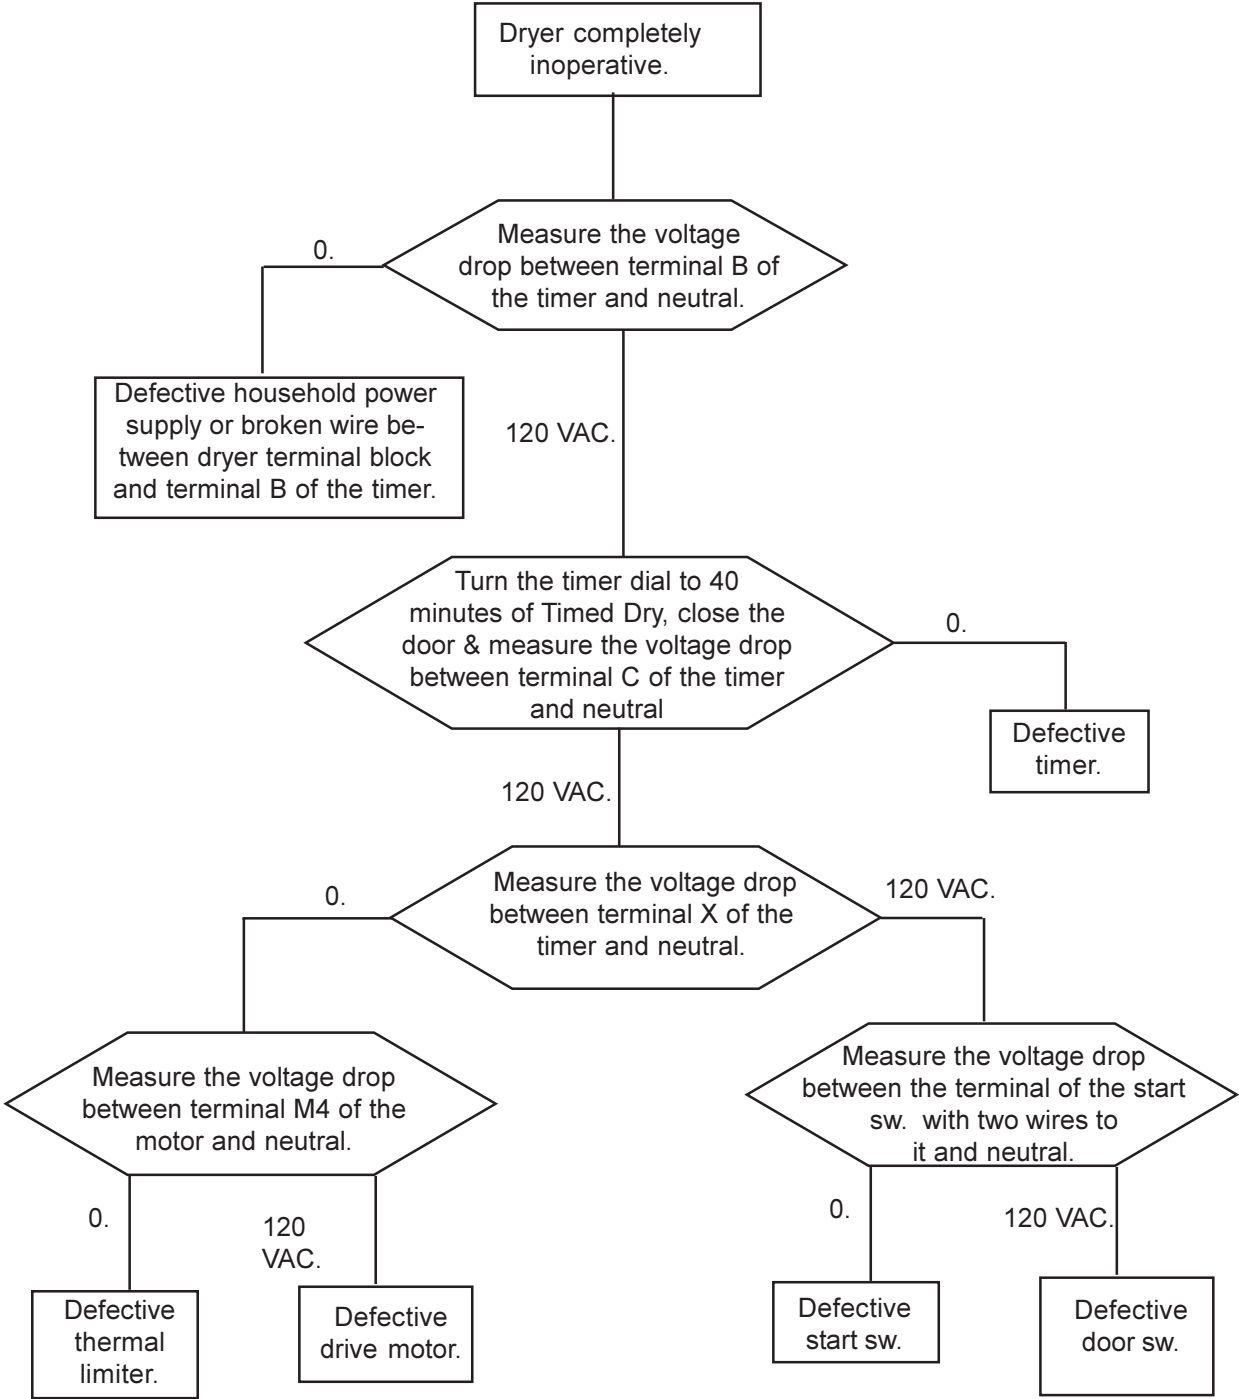 Dryer completely
inoperative.
Measure the voltage
drop between terminal B of
the timer and neutral.
0.
Defective household power
supply or broken wire be-
tween dryer terminal block
and terminal B of the timer.
120 VAC.
Turn the timer dial to 40
minutes of Timed Dry, close the
door & measure the voltage drop
between terminal C of the timer
and neutral
0.
Defective
timer.
120 VAC.
Measure the voltage drop
between terminal X of the
timer and neutral.
0.
120 VAC.
Measure the voltage drop
between terminal M4 of the
motor and neutral.
Measure the voltage drop
between the terminal of the start
sw. with two wires to
it and neutral.
0.
120
VAC.
0.
120 VAC.
Defective
thermal
limiter.
Defective
drive motor.
Defective
start sw.
Defective
door sw.